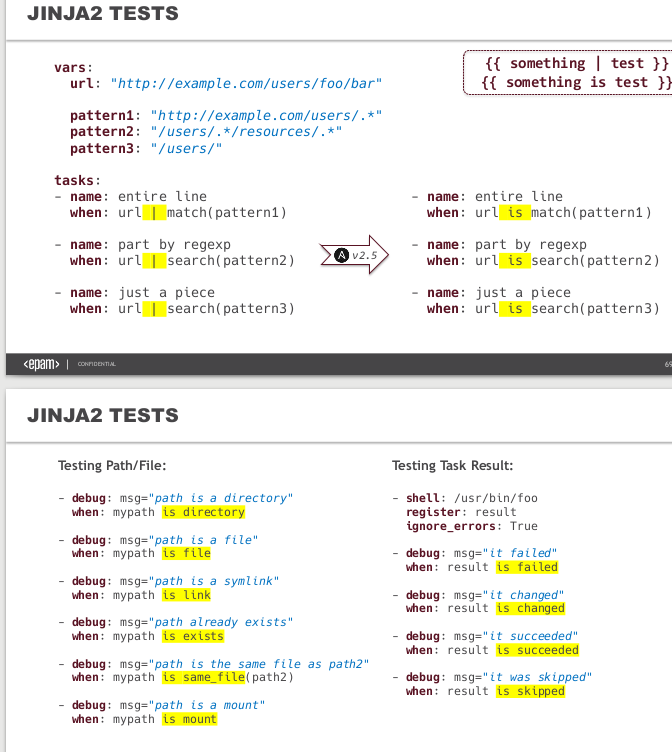 JINJA2 TESTS
{{ something | test }}
{{ something is test }}
vars:
url: "http://example.com/users/foo/bar"
pattern1: "http://example.com/users/.*"
pattern2: "/users/.*/resources/.*"
pattern3: "/users/"
tasks:
- name: entire line
when: url | match(pattern1)
- name: part by regexp
when: url | search(pattern2)
- name: just a piece
when: url | search(pattern3)
A v2.5
- name: entire line
when: url is match(pattern1)
- name: part by regexp
when: url is search(pattern2)
- name: just a piece
when: url is search(pattern3)
<epam> | CONFIDENTIAL
69
JINJA2 TESTS
Testing Path/File:
- debug: msg="path is a directory"
when: mypath is directory
- debug: msg="path is a file"
when: mypath is file
- debug: msg="path is a symlink"
when: mypath is link
- debug: msg="path already exists"
when: mypath is exists
- debug: msg="path is the same file as path2"
when: mypath is same_file(path2)
- debug: msg="path is a mount"
when: mypath is mount
Testing Task Result:
- shell: /usr/bin/foo
register: result
ignore_errors: True
- debug: msg="it failed"
when: result is failed
- debug: msg="it changed"
when: result is changed
- debug: msg="it succeeded"
when: result is succeeded
- debug: msg="it was skipped"
when: result is skipped